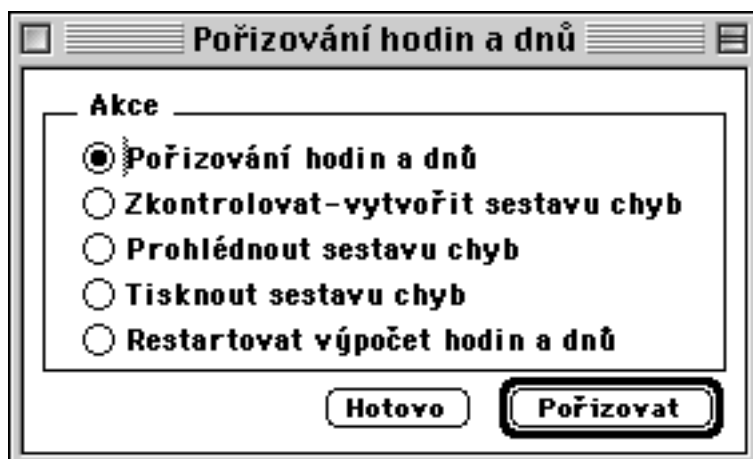 Pořizování hodin a dnů
Akce
Pořizování hodin a dnů
Zkontrolovat-vytvořit sestavu chyb
Prohlédnout sestavu chyb
Tisknout sestavu chyb
Restartovat výpočet hodin a dnů
Hotovo
Pořizovat